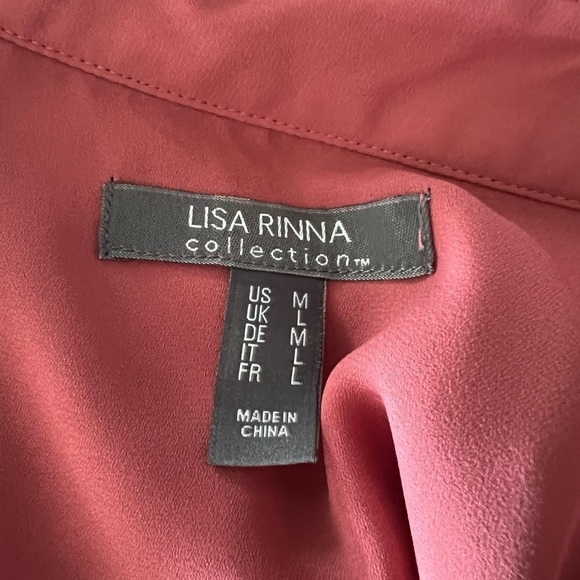 LISA RINNA
collection™
US M
UK L
DE M
IT L
FR L
MADE IN
CHINA